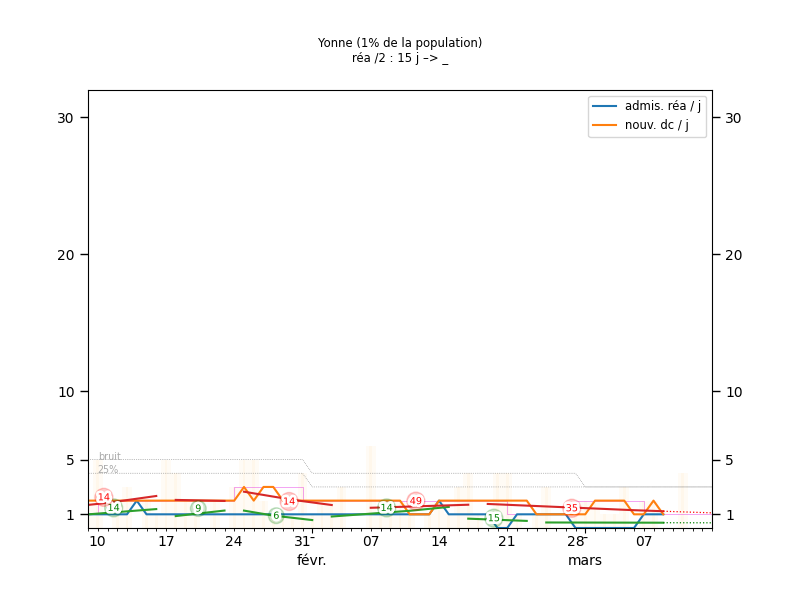 Yonne (1% de la population)
réa /2 : 15 j –> _
admis. réa / j
nouv. dc / j
30 30
20 20
10 10
bruit
25%
5 5
14 14 9 6 14 14 49 15 35
1 1
10 17 24 31- 07 14 21 28- 07
févr. mars